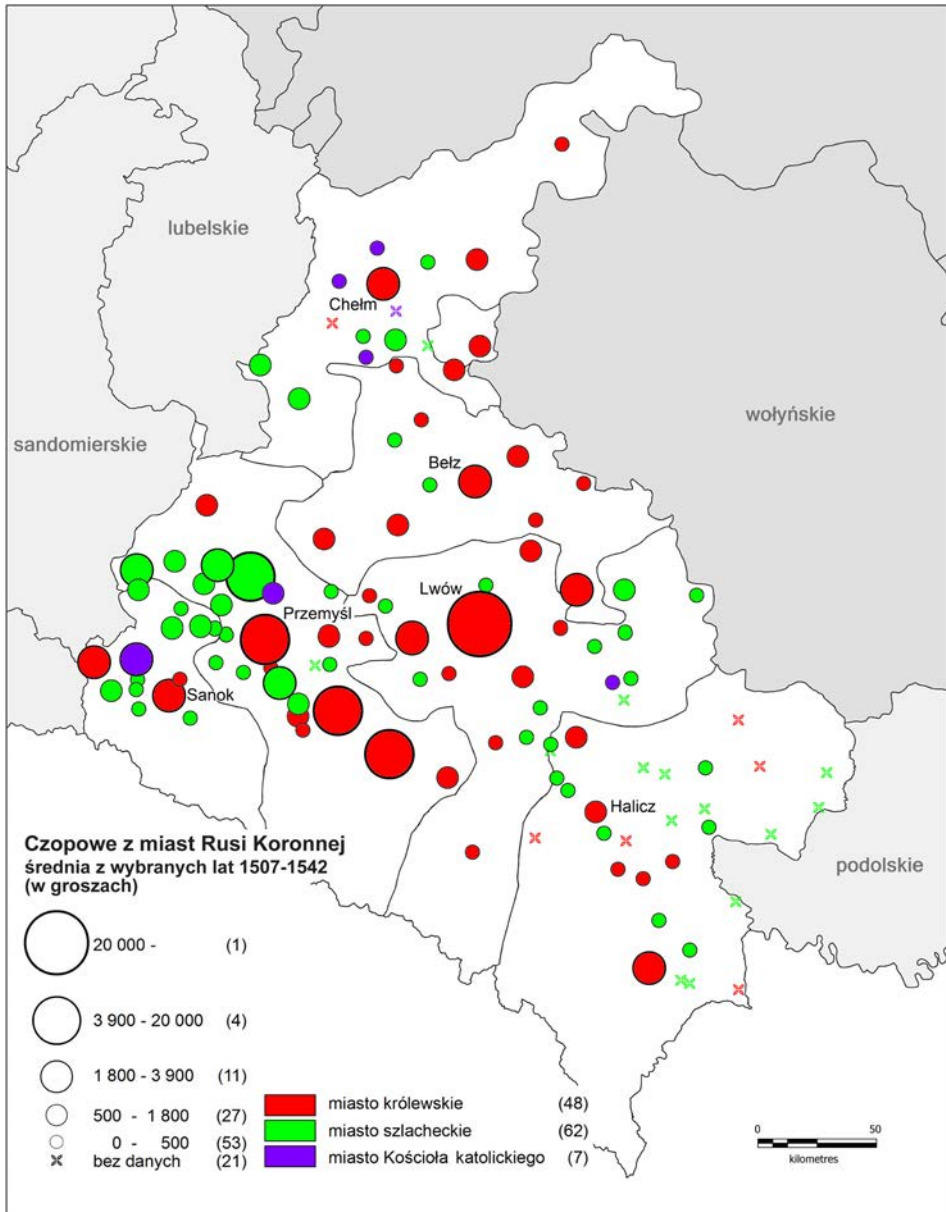 lubelskie
Chełm
wołyńskie
sandomierskie
Bełz
Lwów
Przemyśl
Sanok
Halicz
podolskie
Czopowe z miast Rusi Koronnej
średnia z wybranych lat 1507-1542
(w groszach)
20 000 - (1)
3 900 - 20 000 (4)
1 800 - 3 900 (11)
500 - 1 800 (27)
0 - 500 (53)
bez danych (21)
miasto królewskie (48)
miasto szlacheckie (62)
miasto Kościoła katolickiego (7)
0 50
kilometres